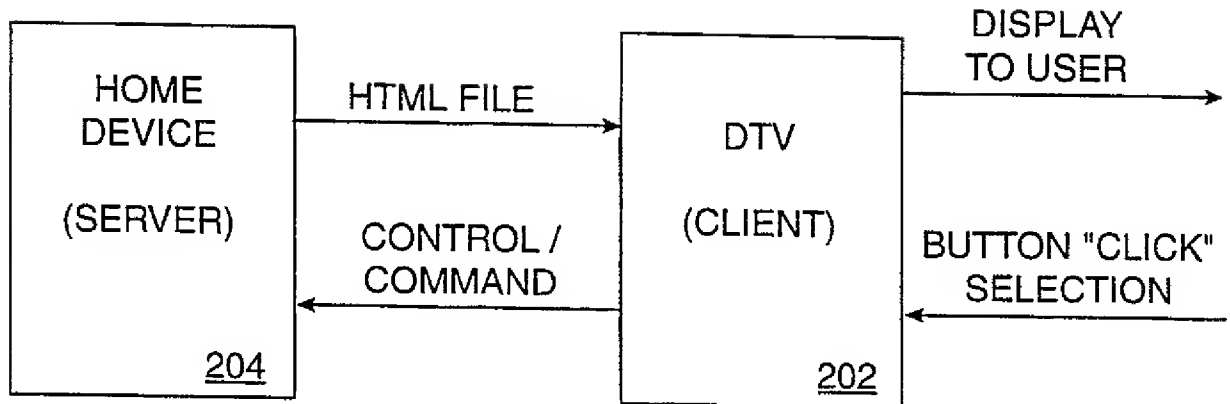 HOME
DEVICE
(SERVER)
204
HTML FILE
CONTROL /
COMMAND
DTV
(CLIENT)
202
DISPLAY
TO USER
BUTTON "CLICK"
SELECTION